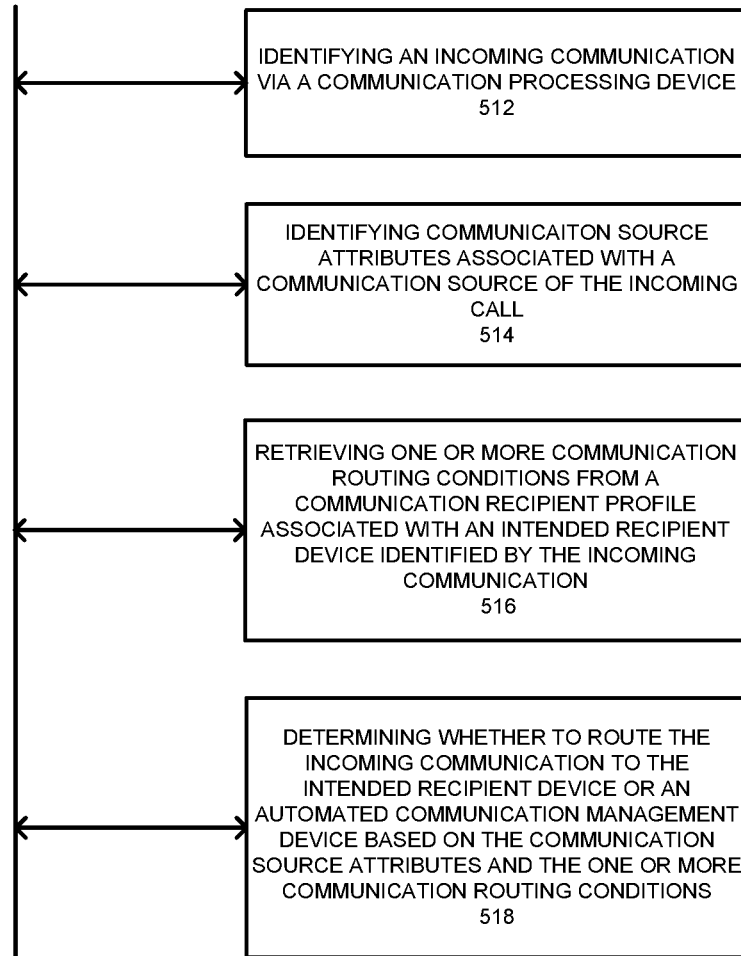 IDENTIFYING AN INCOMING COMMUNICATION
VIA A COMMUNICATION PROCESSING DEVICE
512
IDENTIFYING COMMUNICAITON SOURCE
ATTRIBUTES ASSOCIATED WITH A
COMMUNICATION SOURCE OF THE INCOMING
CALL
514
RETRIEVING ONE OR MORE COMMUNICATION
ROUTING CONDITIONS FROM A
COMMUNICATION RECIPIENT PROFILE
ASSOCIATED WITH AN INTENDED RECIPIENT
DEVICE IDENTIFIED BY THE INCOMING
COMMUNICATION
516
DETERMINING WHETHER TO ROUTE THE
INCOMING COMMUNICATION TO THE
INTENDED RECIPIENT DEVICE OR AN
AUTOMATED COMMUNICATION MANAGEMENT
DEVICE BASED ON THE COMMUNICATION
SOURCE ATTRIBUTES AND THE ONE OR MORE
COMMUNICATION ROUTING CONDITIONS
518